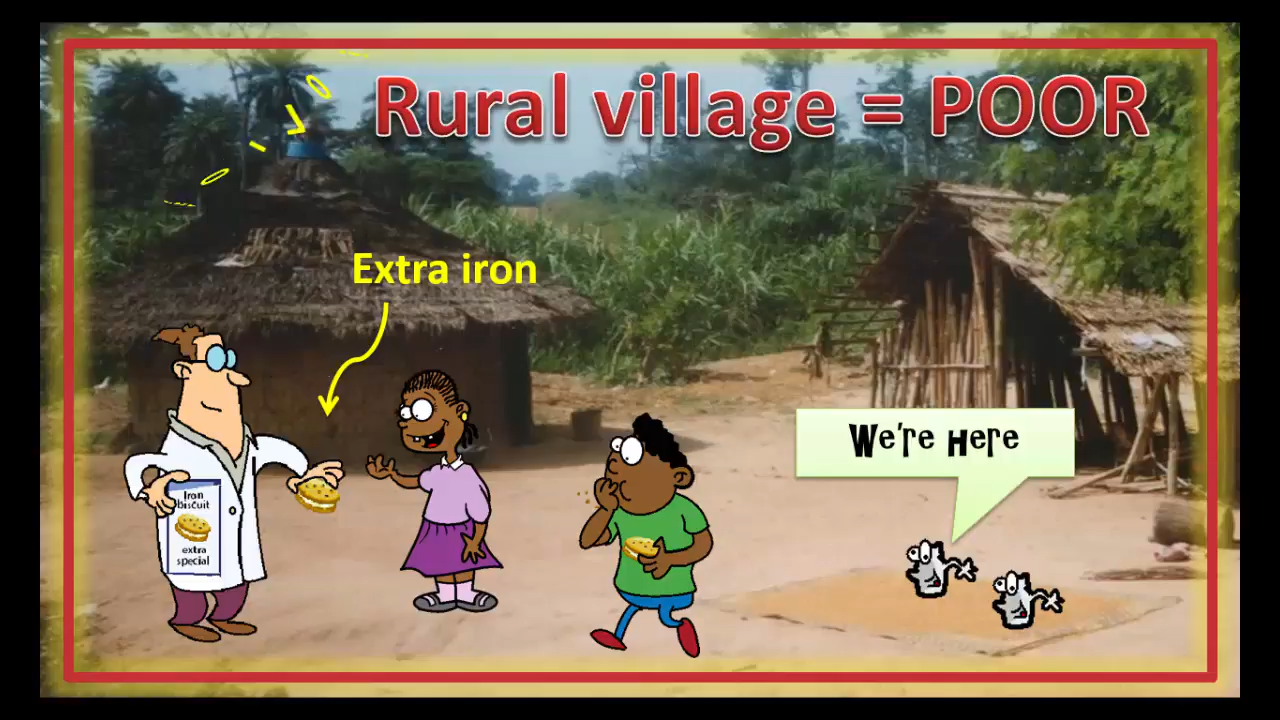 Rural village = POOR
Extra iron
We're Here
Iron
biscuit
extra
special